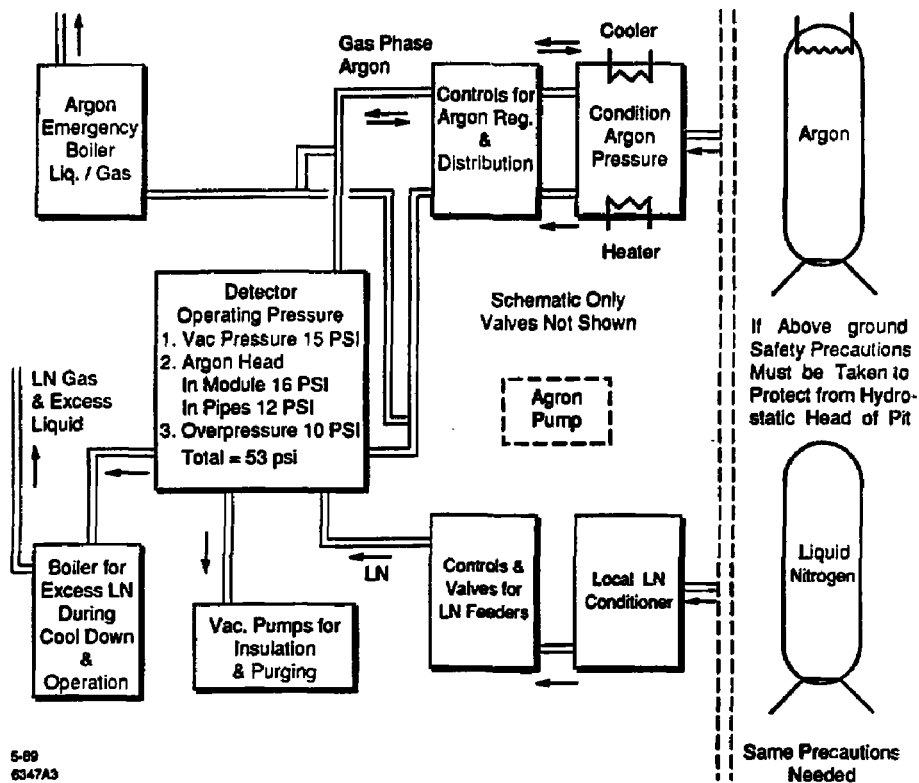 Argon
Emergency
Boiler
Liq. / Gas
Gas Phase
Argon
Controls for
Argon Reg.
&
Distribution
Cooler
Condition
Argon
Pressure
Heater
Argon
Detector
Operating Pressure
1. Vac Pressure 15 PSI
2. Argon Head
In Module 16 PSI
In Pipes 12 PSI
3. Overpressure 10 PSI
Total = 53 psi
Schematic Only
Valves Not Shown
Agron
Pump
If Above ground
Safety Precautions
Must be Taken to
Protect from Hydro-
static Head of Pit
LN Gas
& Excess
Liquid
Boiler for
Excess LN
During
Cool Down
&
Operation
Vac. Pumps for
Insulation
& Purging
LN
Controls &
Valves for
LN Feeders
Local LN
Conditioner
Liquid
Nitrogen
Same Precautions
Needed
5-89
6347A3